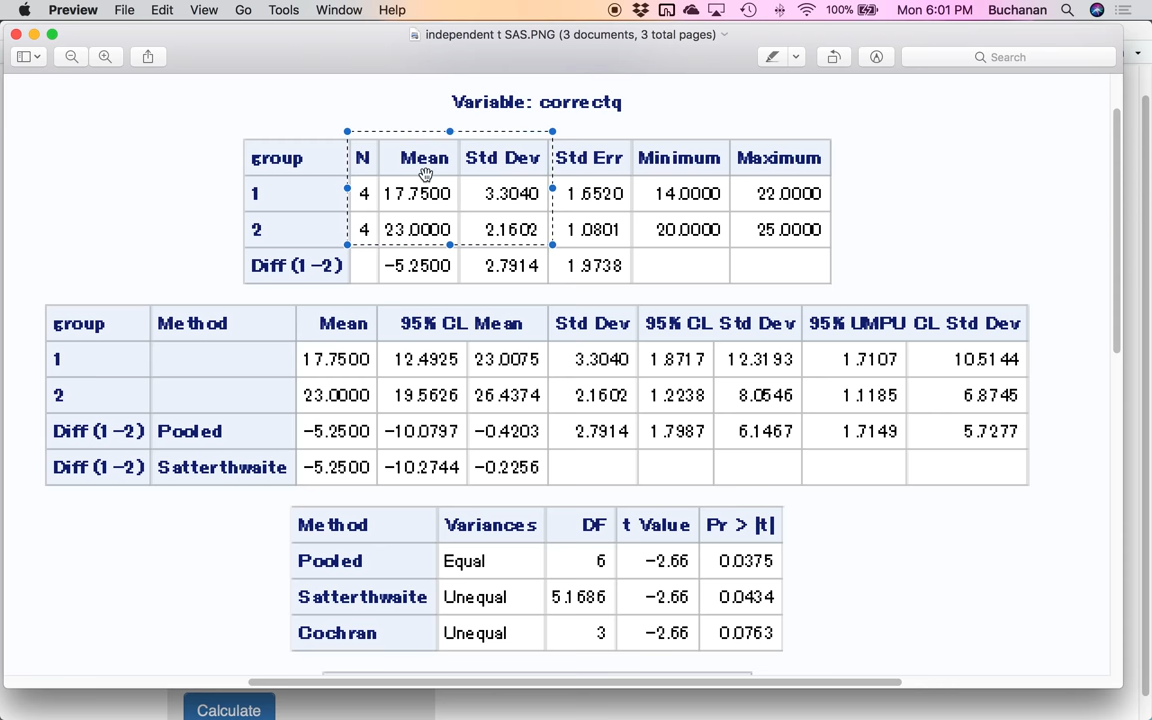 Preview File Edit View Go Tools Window Help 100% Mon 6:01 PM Buchanan
independent t SAS.PNG (3 documents, 3 total pages)
Search
Variable: correctq
group N Mean Std Dev Std Err Minimum Maximum
1 4 17.7500 3.3040 1.6520 14.0000 22.0000
2 4 23.0000 2.1602 1.0801 20.0000 25.0000
Diff (1-2) -5.2500 2.7914 1.9738
group Method Mean 95% CL Mean Std Dev 95% CL Std Dev 95% UMPU CL Std Dev
1 17.7500 12.4925 23.0075 3.3040 1.8717 12.3193 1.7107 10.5144
2 23.0000 19.5626 26.4374 2.1602 1.2238 8.0546 1.1185 6.8745
Diff (1-2) Pooled -5.2500 -10.0797 -0.4203 2.7914 1.7987 6.1467 1.7149 5.7277
Diff (1-2) Satterthwaite -5.2500 -10.2744 -0.2256
Method Variances DF t Value Pr > |t|
Pooled Equal 6 -2.66 0.0375
Satterthwaite Unequal 5.1686 -2.66 0.0434
Cochran Unequal 3 -2.66 0.0763
Calculate